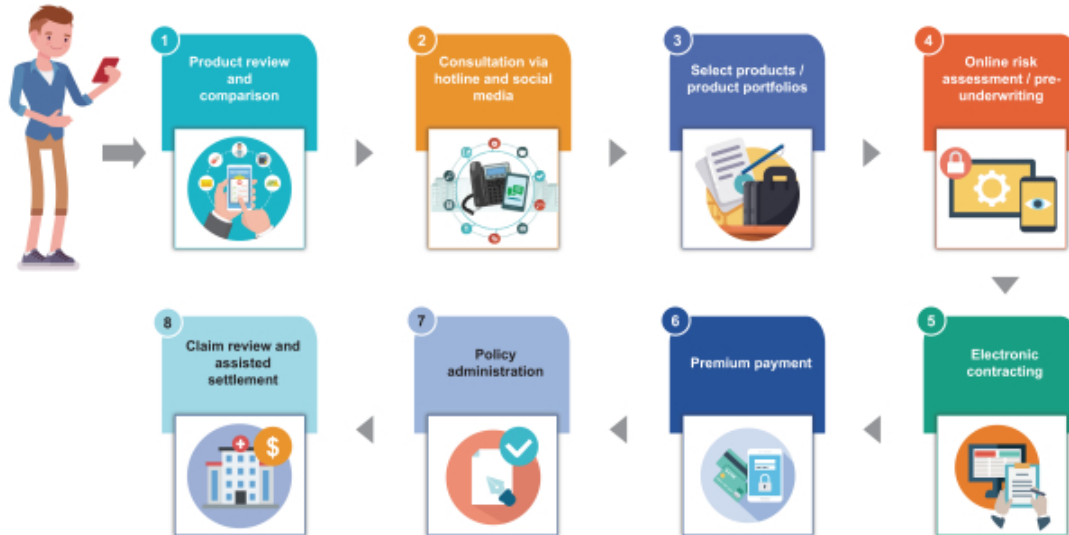 1
Product review
and
comparison
2
Consultation via
hotline and social
media
3
Select products /
product portfolios
4
Online risk
assessment / pre-
underwriting
5
Electronic
contracting
6
Premium payment
7
Policy
administration
8
Claim review and
assisted
settlement
$